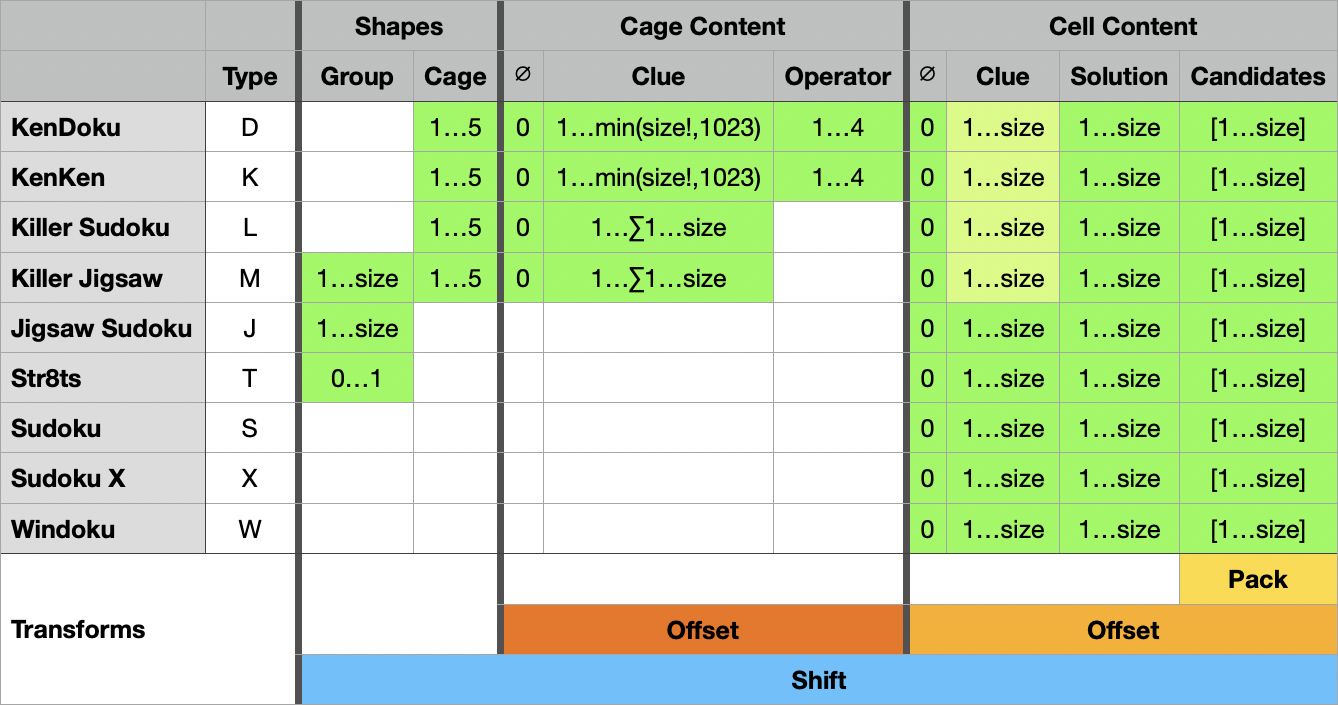 Shapes Cage Content Cell Content
Type Group Cage ∅ Clue Operator ∅ Clue Solution Candidates
KenDoku D 1…5 0 1…min(size!,1023) 1…4 0 1…size 1…size [1…size]
KenKen K 1…5 0 1…min(size!,1023) 1…4 0 1…size 1…size [1…size]
Killer Sudoku L 1…5 0 1…∑1…size 0 1…size 1…size [1…size]
Killer Jigsaw M 1…size 1…5 0 1…∑1…size 0 1…size 1…size [1…size]
Jigsaw Sudoku J 1…size 0 1…size 1…size [1…size]
Str8ts T 0…1 0 1…size 1…size [1…size]
Sudoku S 0 1…size 1…size [1…size]
Sudoku X X 0 1…size 1…size [1…size]
Windoku W 0 1…size 1…size [1…size]
Pack
Transforms Offset Offset
Shift